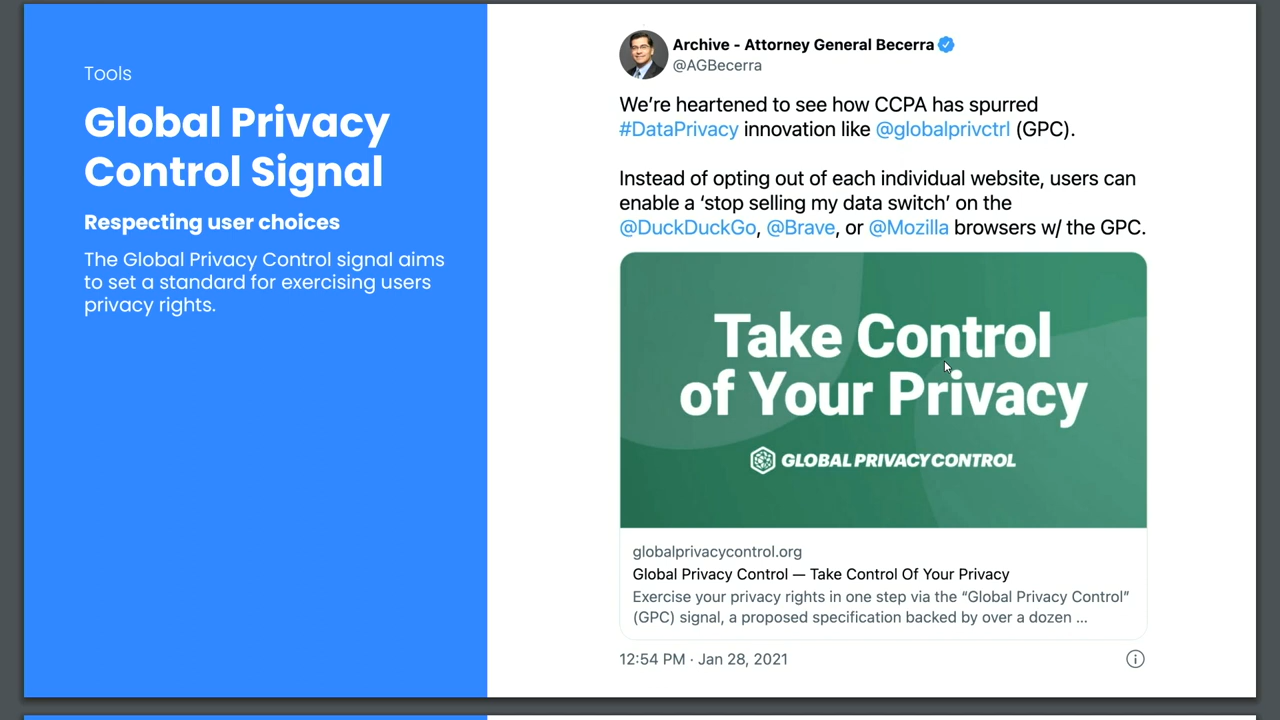 Tools
Global Privacy
Control Signal
Respecting user choices
The Global Privacy Control signal aims
to set a standard for exercising users
privacy rights.
Archive - Attorney General Becerra
@AGBecerra
We’re heartened to see how CCPA has spurred
#DataPrivacy innovation like @globalprivctrl (GPC).
Instead of opting out of each individual website, users can
enable a ‘stop selling my data switch’ on the
@DuckDuckGo, @Brave, or @Mozilla browsers w/ the GPC.
Take Control
of Your Privacy
GLOBAL PRIVACY CONTROL
globalprivacycontrol.org
Global Privacy Control — Take Control Of Your Privacy
Exercise your privacy rights in one step via the “Global Privacy Control”
(GPC) signal, a proposed specification backed by over a dozen ...
12:54 PM · Jan 28, 2021